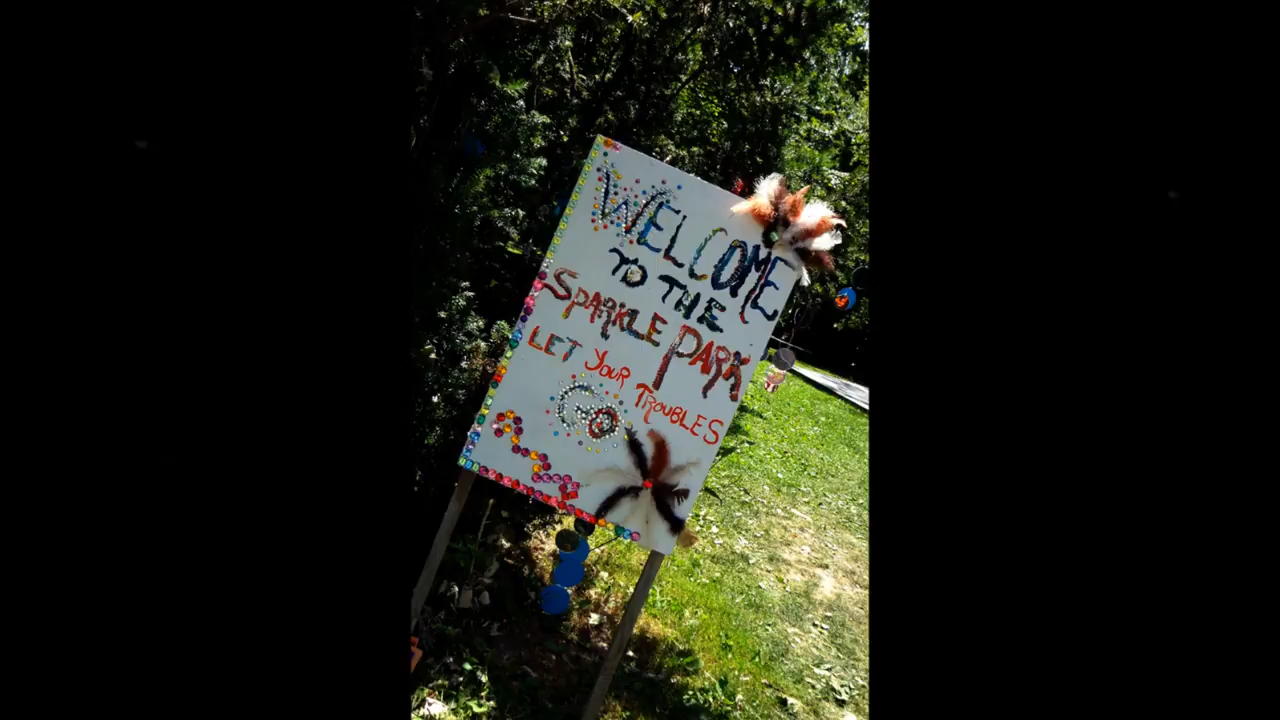 WELCOME
TO THE
SPARKLE PARK
LET YOUR TROUBLES
GO